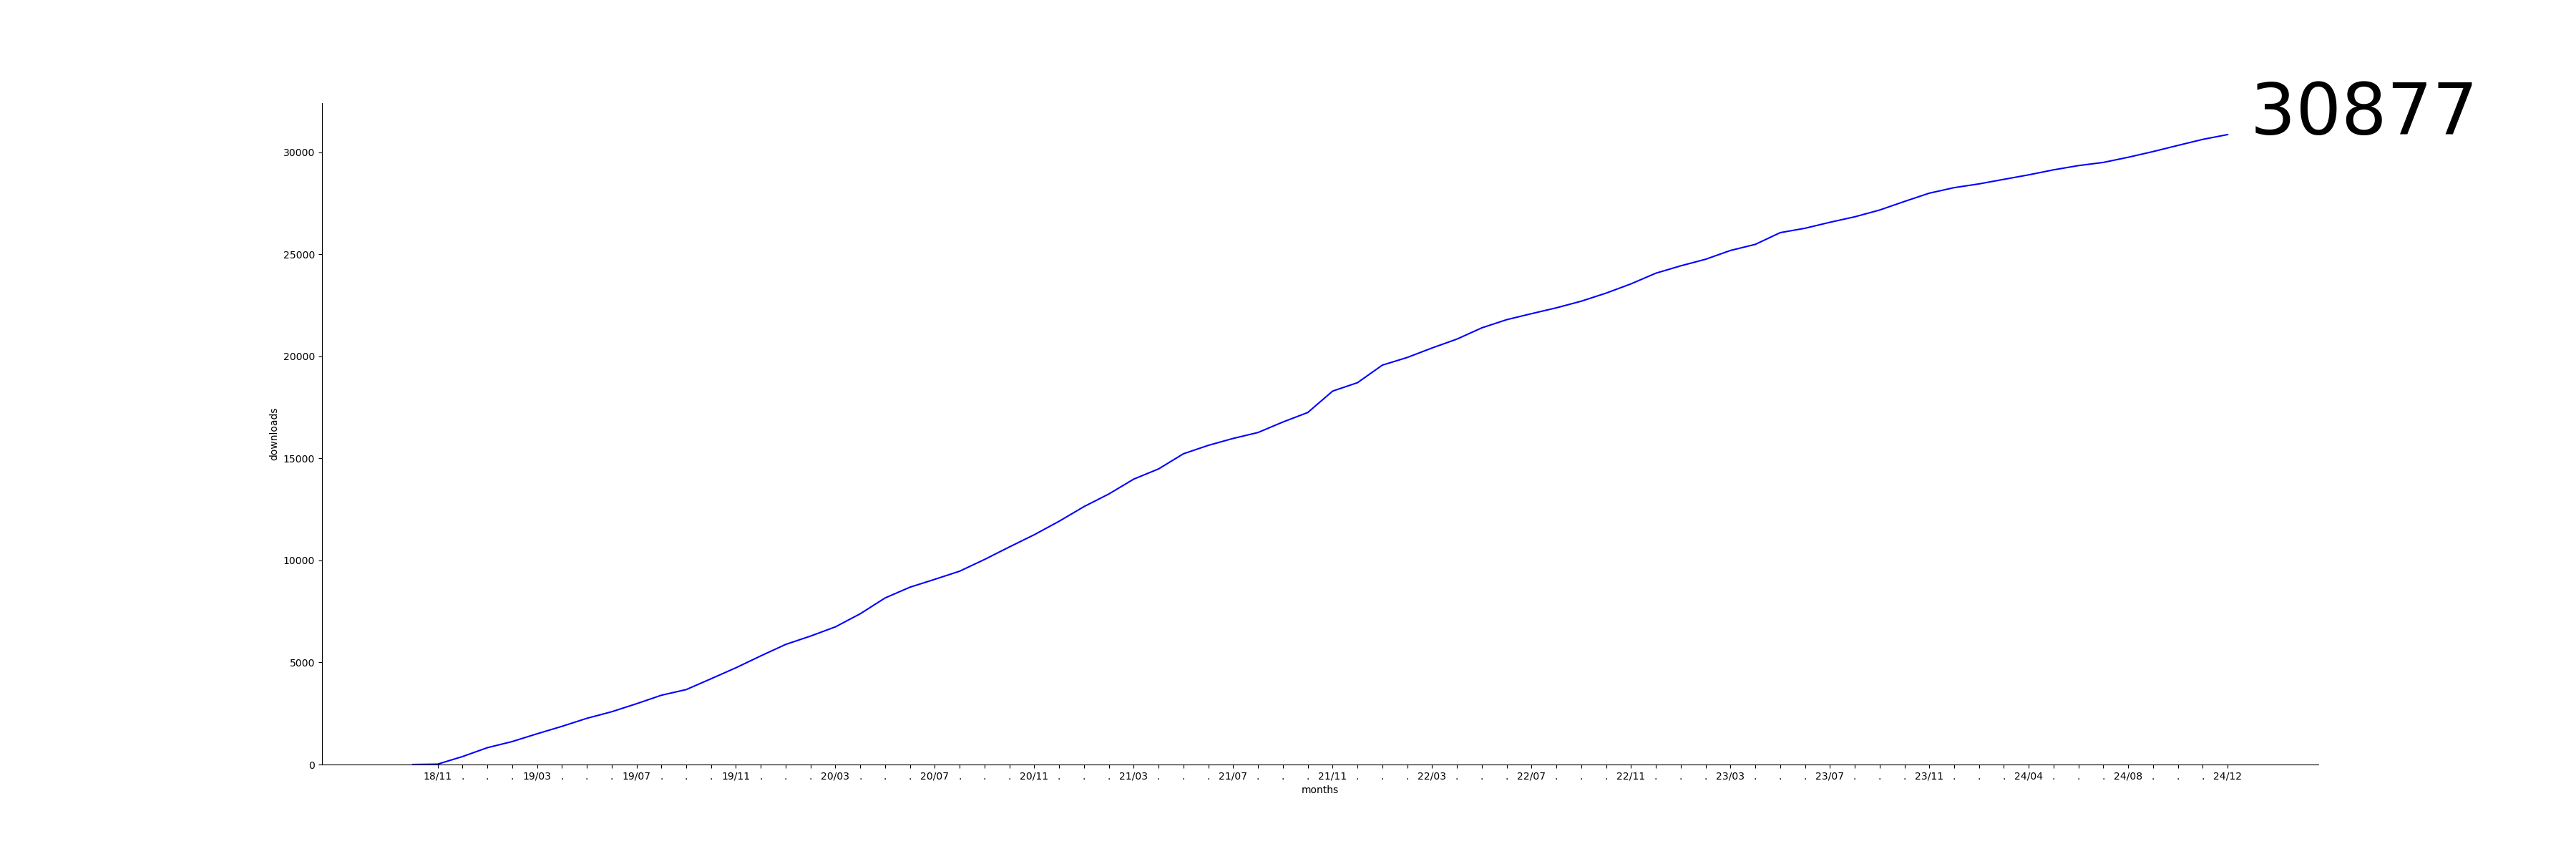 30877
30000
25000
20000
15000
10000
5000
0
downloads
18/11 . . . 19/03 . . . 19/07 . . . 19/11 . . . 20/03 . . . 20/07 . . . 20/11 . . . 21/03 . . . 21/07 . . . 21/11 . . . 22/03 . . . 22/07 . . . 22/11 . . . 23/03 . . . 23/07 . . . 23/11 . . . 24/04 . . . 24/08 . . . 24/12
months